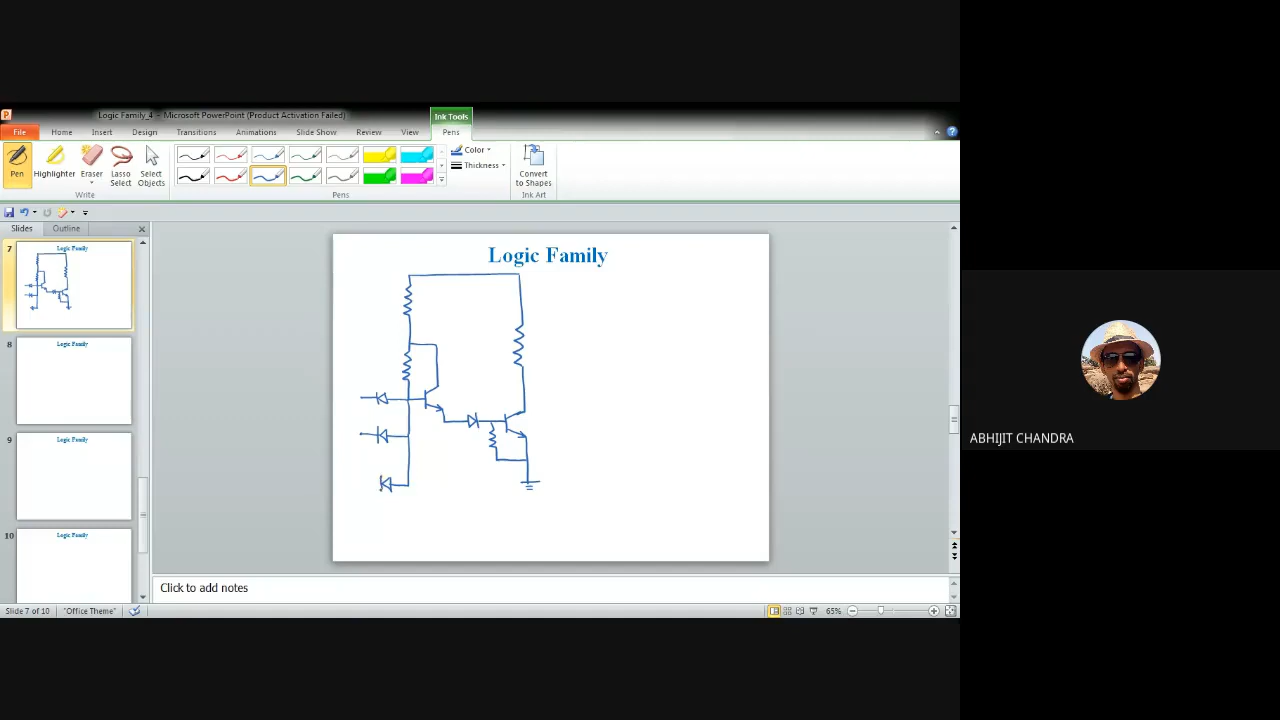 Logic Family_4 - Microsoft PowerPoint (Product Activation Failed)
Ink Tools
File Home Insert Design Transitions Animations Slide Show Review View Pens
Pen Highlighter Eraser Lasso Select Select Objects
Color
Thickness
Convert to Shapes
Write Pens Ink Art
Slides Outline
7 Logic Family
8 Logic Family
9 Logic Family
10 Logic Family
Logic Family
ABHIJIT CHANDRA
Click to add notes
Slide 7 of 10 "Office Theme" 65%